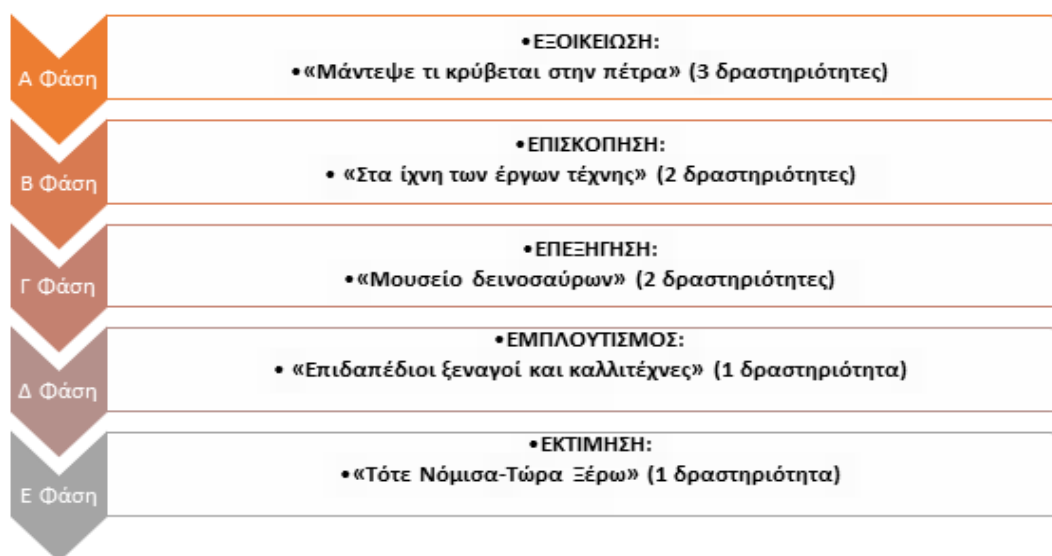 Α Φάση
•ΕΞΟΙΚΕΙΩΣΗ:
•«Μάντεψε τι κρύβεται στην πέτρα» (3 δραστηριότητες)
Β Φάση
•ΕΠΙΣΚΟΠΗΣΗ:
• «Στα ίχνη των έργων τέχνης» (2 δραστηριότητες)
Γ Φάση
•ΕΠΕΞΗΓΗΣΗ:
•«Μουσείο δεινοσαύρων» (2 δραστηριότητες)
Δ Φάση
•ΕΜΠΛΟΥΤΙΣΜΟΣ:
• «Επιδαπέδιοι ξεναγοί και καλλιτέχνες» (1 δραστηριότητα)
Ε Φάση
•ΕΚΤΙΜΗΣΗ:
•«Τότε Νόμισα-Τώρα Ξέρω» (1 δραστηριότητα)